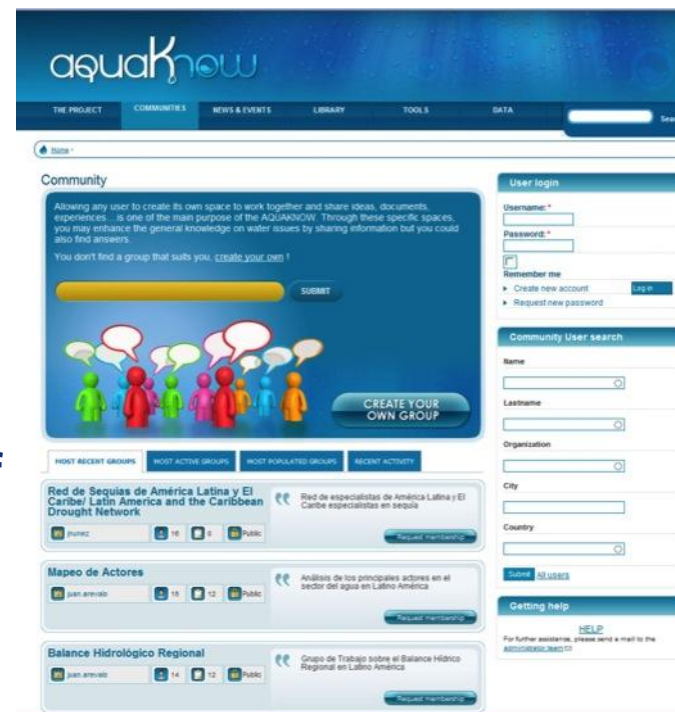 aquaKnow
THE PROJECT
COMMUNITIES
NEWS & EVENTS
LIBRARY
TOOLS
DATA
Home
Community
Allowing any user to create its own space to work together and share ideas, documents,
experiences....is one of the main purpose of the AQUAKNOW. Through these specific spaces,
you may enhance the general knowledge on water issues by sharing information but you could
also find answers.
You don't find a group that suits you, create your own !
SUBMIT
CREATE YOUR
OWN GROUP
MOST RECENT GROUPS
MOST ACTIVE GROUPS
MOST POPULATED GROUPS
RECENT ACTIVITY
Red de Sequias de América Latina y El
Caribe/ Latin America and the Caribbean
Drought Network
jnunez
16
0
Public
Red de especialistas de América Latina y El
Caribe especialistas en sequía
Request membership
Mapeo de Actores
juan.arevalo
16
12
Public
Análisis de los principales actores en el
sector del agua en Latino América
Request membership
Balance Hidrológico Regional
juan.arevalo
14
12
Public
Grupo de Trabajo sobre el Balance Hídrico
Regional en Latino América
Request membership
User login
Username: *
Password: *
Remember me
Create new account
Log in
Request new password
Community User search
Name
Lastname
Organization
City
Country
Submit All users
Getting help
HELP
For further assistance, please send a mail to the
administrator team